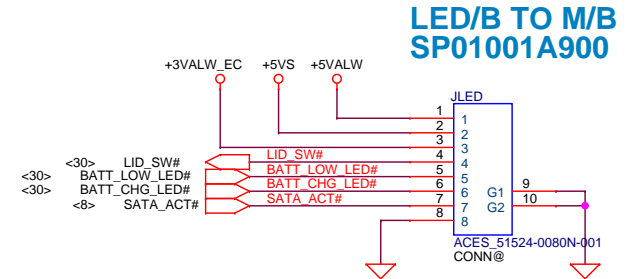 LED/B TO M/B
SP01001A900
+3VALW_EC +5VS +5VALW
JLED
1 1
2 2
3 3
<30> LID_SW# LID_SW# 4 4
<30> BATT_LOW_LED# BATT_LOW_LED# 5 5
<30> BATT_CHG_LED# BATT_CHG_LED# 6 6 G1 9
<8> SATA_ACT# SATA_ACT# 7 7 G2 10
8 8
ACES_51524-0080N-001
CONN@